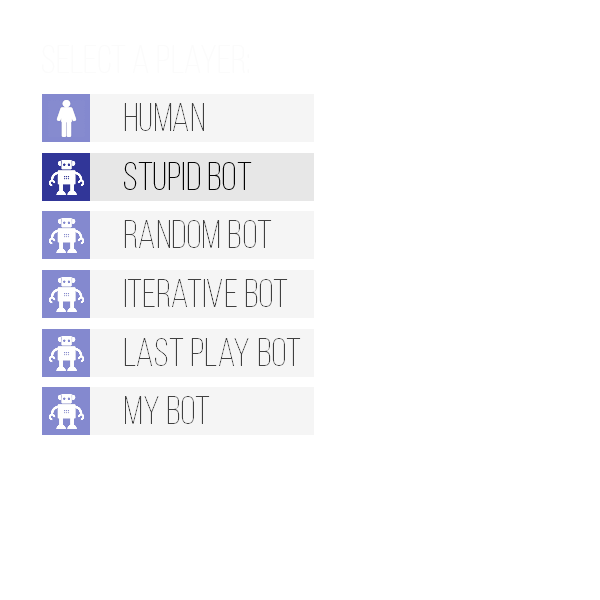 SELECT A PLAYER
HUMAN
STUPID BOT
RANDOM BOT
ITERATIVE BOT
LAST PLAY BOT
MY BOT